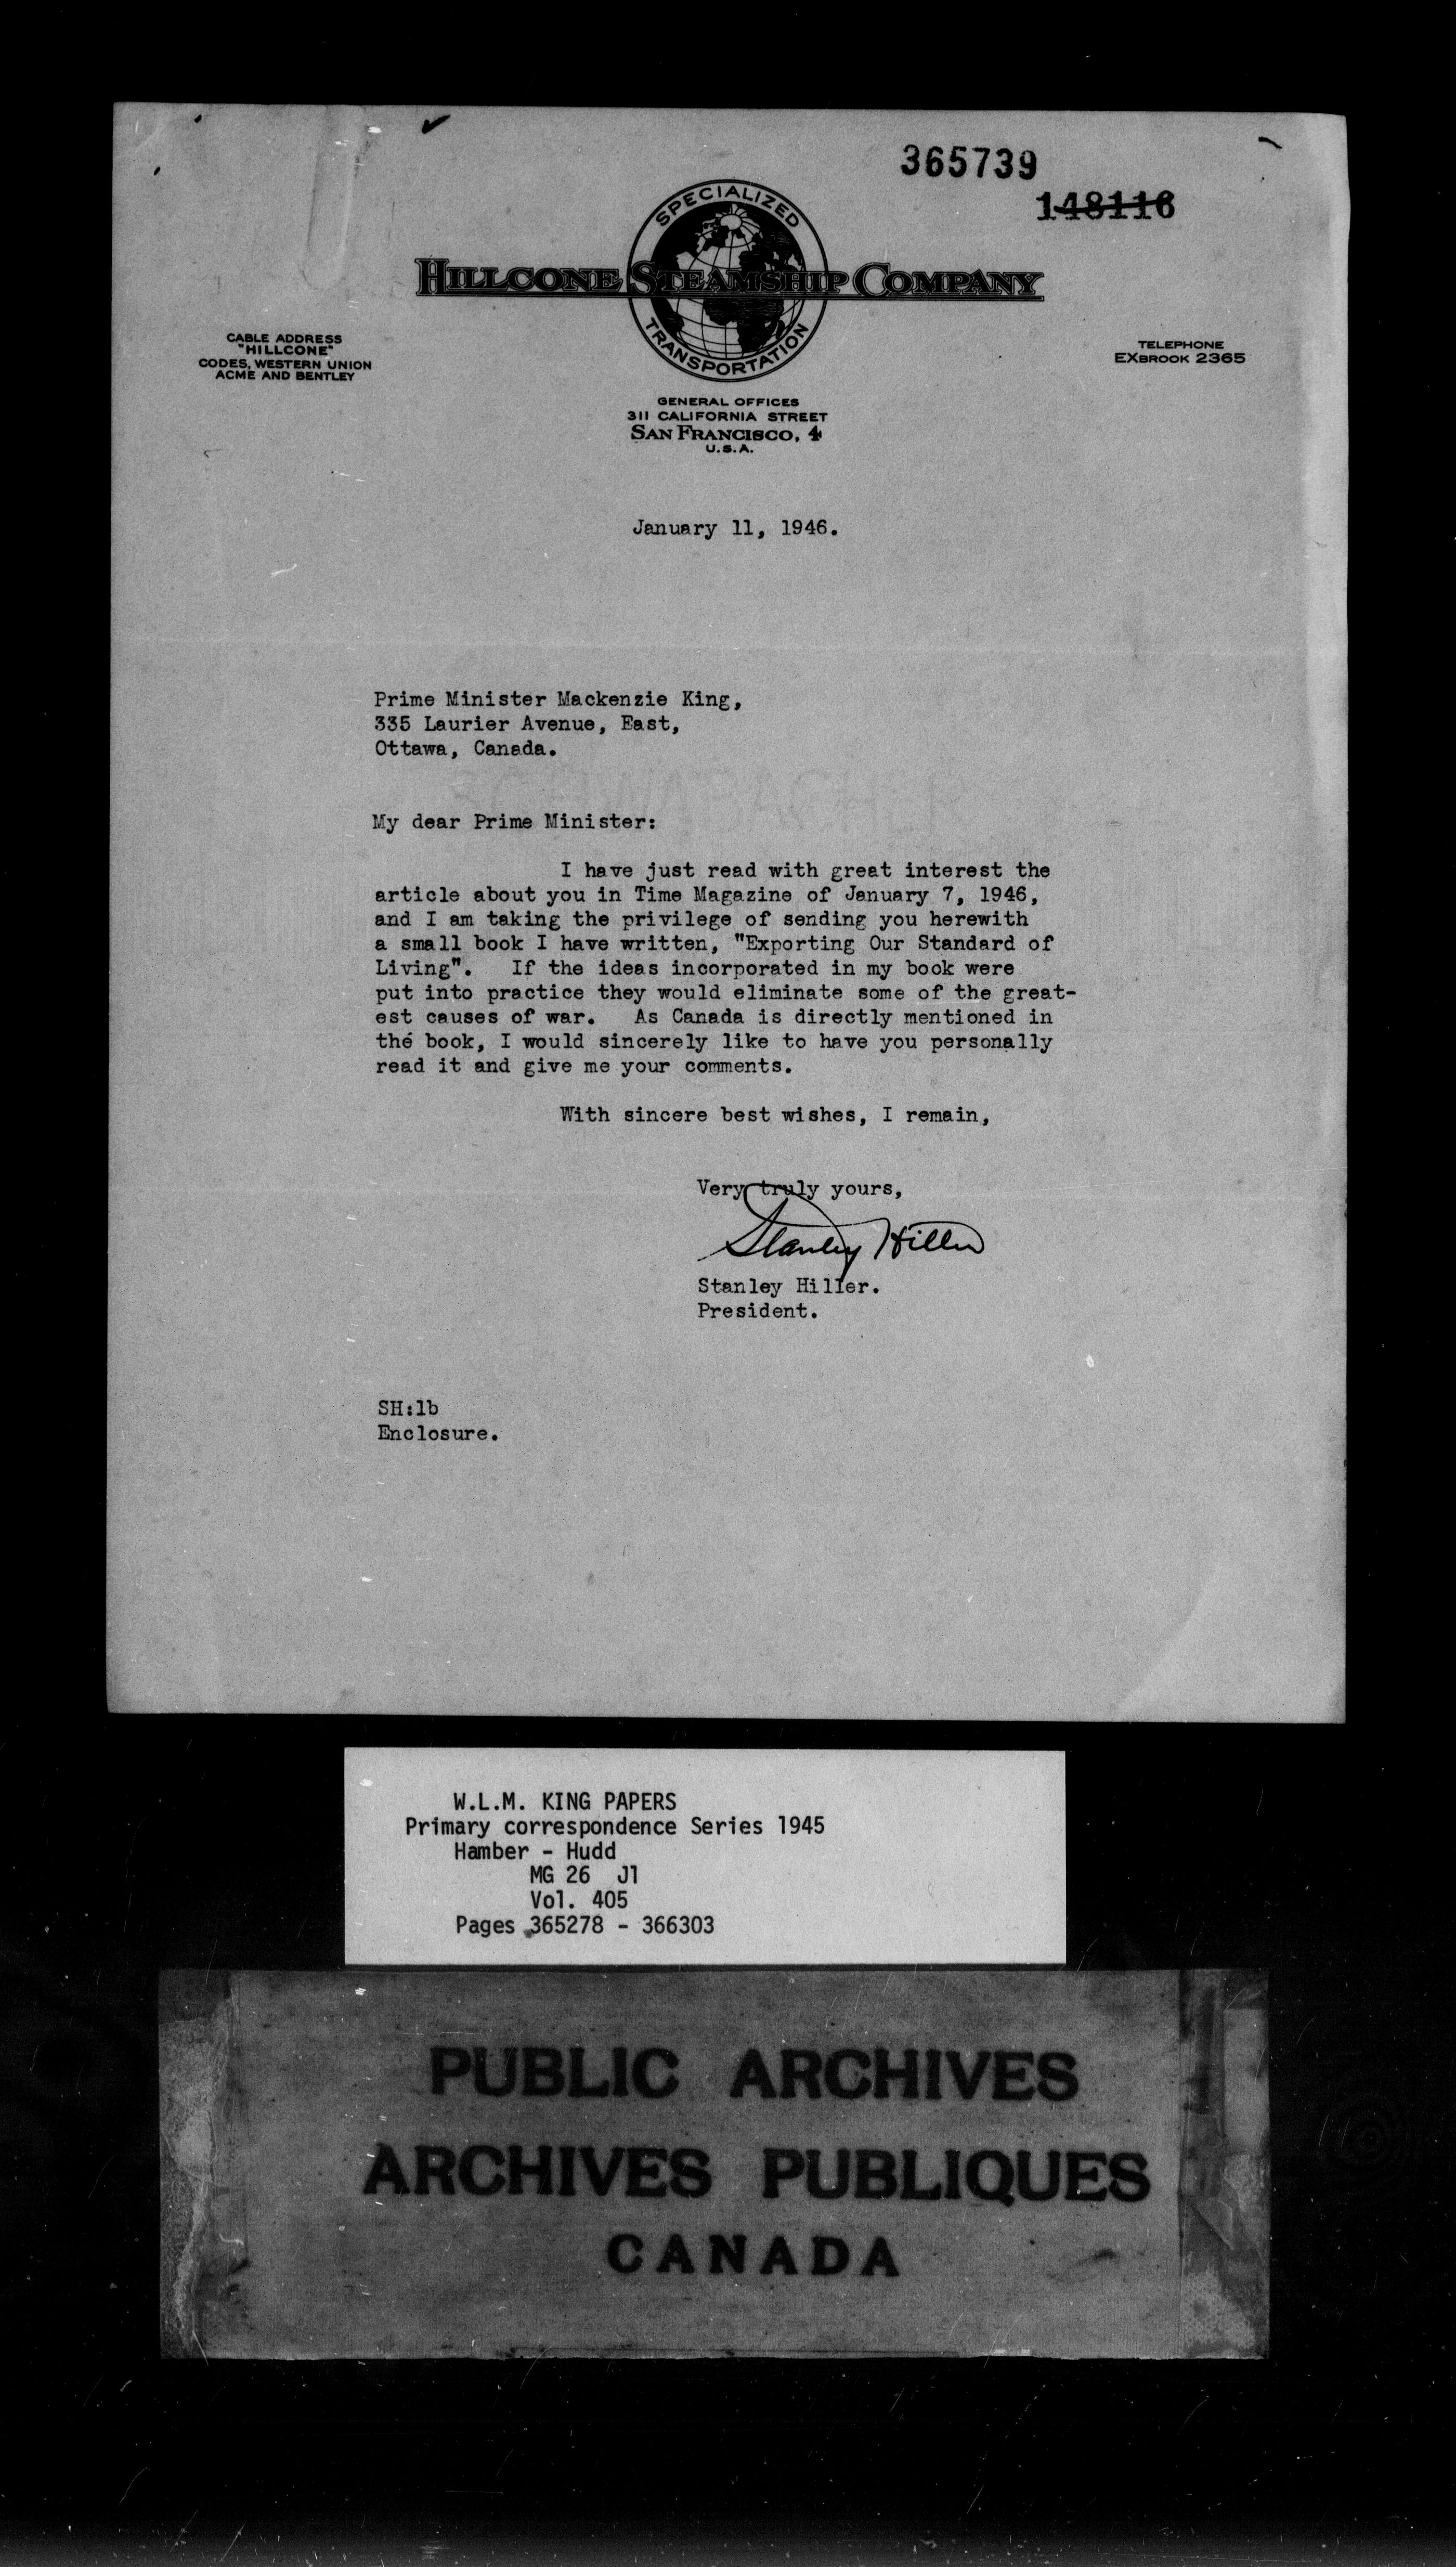 365739
148116
SPECIALIZED
HILLCONE STEAMSHIP COMPANY
TRANSPORTATION
CABLE ADDRESS
"HILLCONE"
CODES, WESTERN UNION
ACME AND BENTLEY
TELEPHONE
EXBROOK 2365
GENERAL OFFICES
311 CALIFORNIA STREET
SAN FRANCISCO, 4
U.S.A.
January 11, 1946.
Prime Minister Mackenzie King,
335 Laurier Avenue, East,
Ottawa, Canada.
My dear Prime Minister:
I have just read with great interest the
article about you in Time Magazine of January 7, 1946,
and I am taking the privilege of sending you herewith
a small book I have written, "Exporting Our Standard of
Living". If the ideas incorporated in my book were
put into practice they would eliminate some of the great-
est causes of war. As Canada is directly mentioned in
the book, I would sincerely like to have you personally
read it and give me your comments.
With sincere best wishes, I remain,
Very truly yours,
Stanley Hiller
Stanley Hiller.
President.
SH:lb
Enclosure.
W.L.M. KING PAPERS
Primary correspondence Series 1945
Hamber - Hudd
MG 26 J1
Vol. 405
Pages 365278 - 366303
PUBLIC ARCHIVES
ARCHIVES PUBLIQUES
CANADA